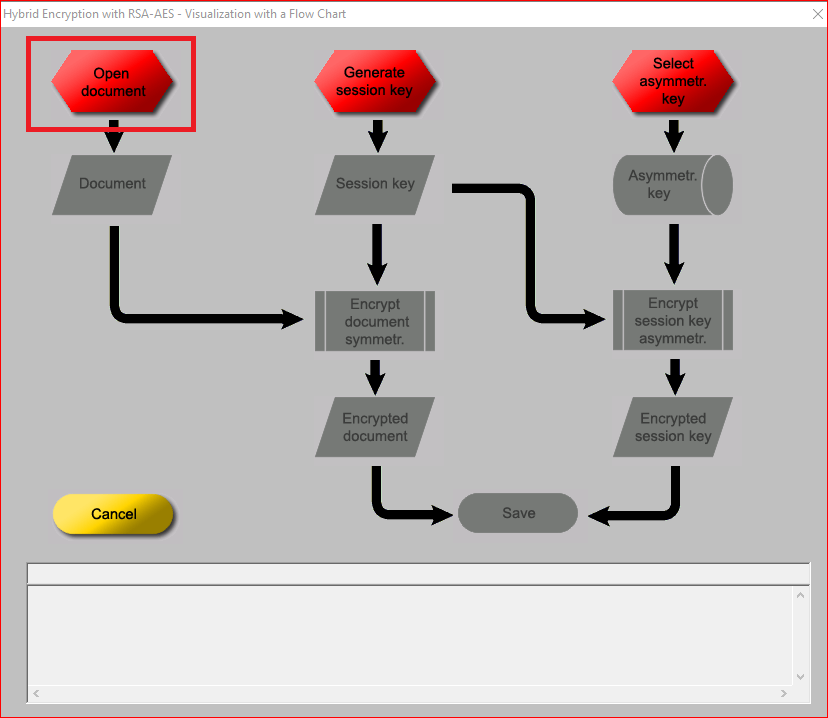 Hybrid Encryption with RSA-AES - Visualization with a Flow Chart
Open
document
Generate
session key
Select
asymmetr.
key
Document
Session key
Asymmetr.
key
Encrypt
document
symmetr.
Encrypt
session key
asymmetr.
Encrypted
document
Encrypted
session key
Cancel
Save